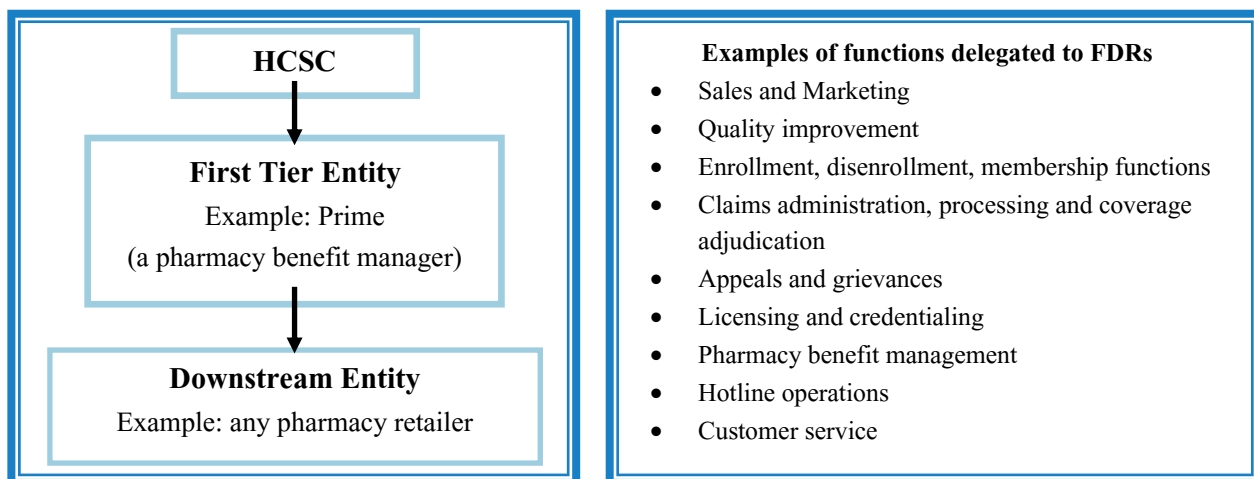 HCSC
First Tier Entity
Example: Prime
(a pharmacy benefit manager)
Downstream Entity
Example: any pharmacy retailer
Examples of functions delegated to FDRs
• Sales and Marketing
• Quality improvement
• Enrollment, disenrollment, membership functions
• Claims administration, processing and coverage
adjudication
• Appeals and grievances
• Licensing and credentialing
• Pharmacy benefit management
• Hotline operations
• Customer service